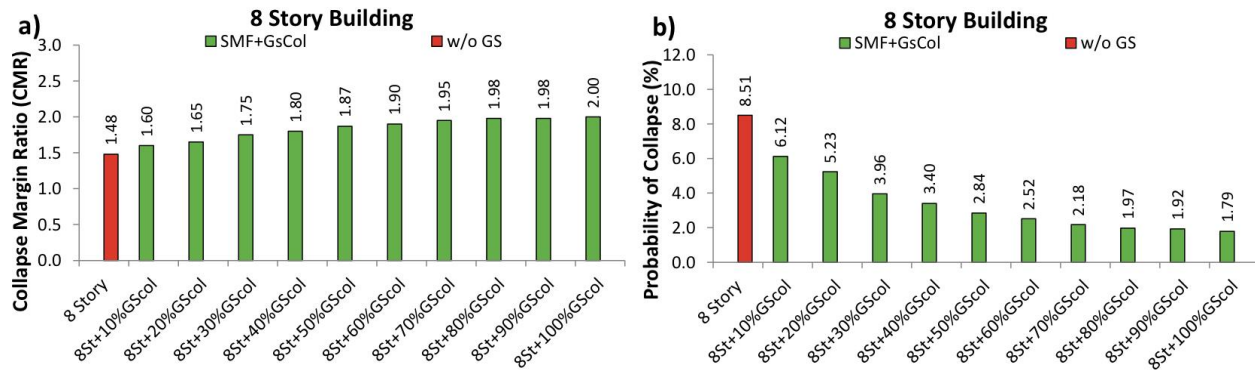 a)
8 Story Building
SMF+GsCol
w/o GS
Collapse Margin Ratio (CMR)
3.0
2.5
2.0
1.5
1.0
0.5
0.0
1.48
1.60
1.65
1.75
1.80
1.87
1.90
1.95
1.98
1.98
2.00
8 Story
8St+10%GScol
8St+20%GScol
8St+30%GScol
8St+40%GScol
8St+50%GScol
8St+60%GScol
8St+70%GScol
8St+80%GScol
8St+90%GScol
8St+100%GScol
b)
8 Story Building
SMF+GsCol
w/o GS
Probability of Collapse (%)
12.0
10.0
8.0
6.0
4.0
2.0
0.0
8.51
6.12
5.23
3.96
3.40
2.84
2.52
2.18
1.97
1.92
1.79
8 Story
8St+10%GScol
8St+20%GScol
8St+30%GScol
8St+40%GScol
8St+50%GScol
8St+60%GScol
8St+70%GScol
8St+80%GScol
8St+90%GScol
8St+100%GScol